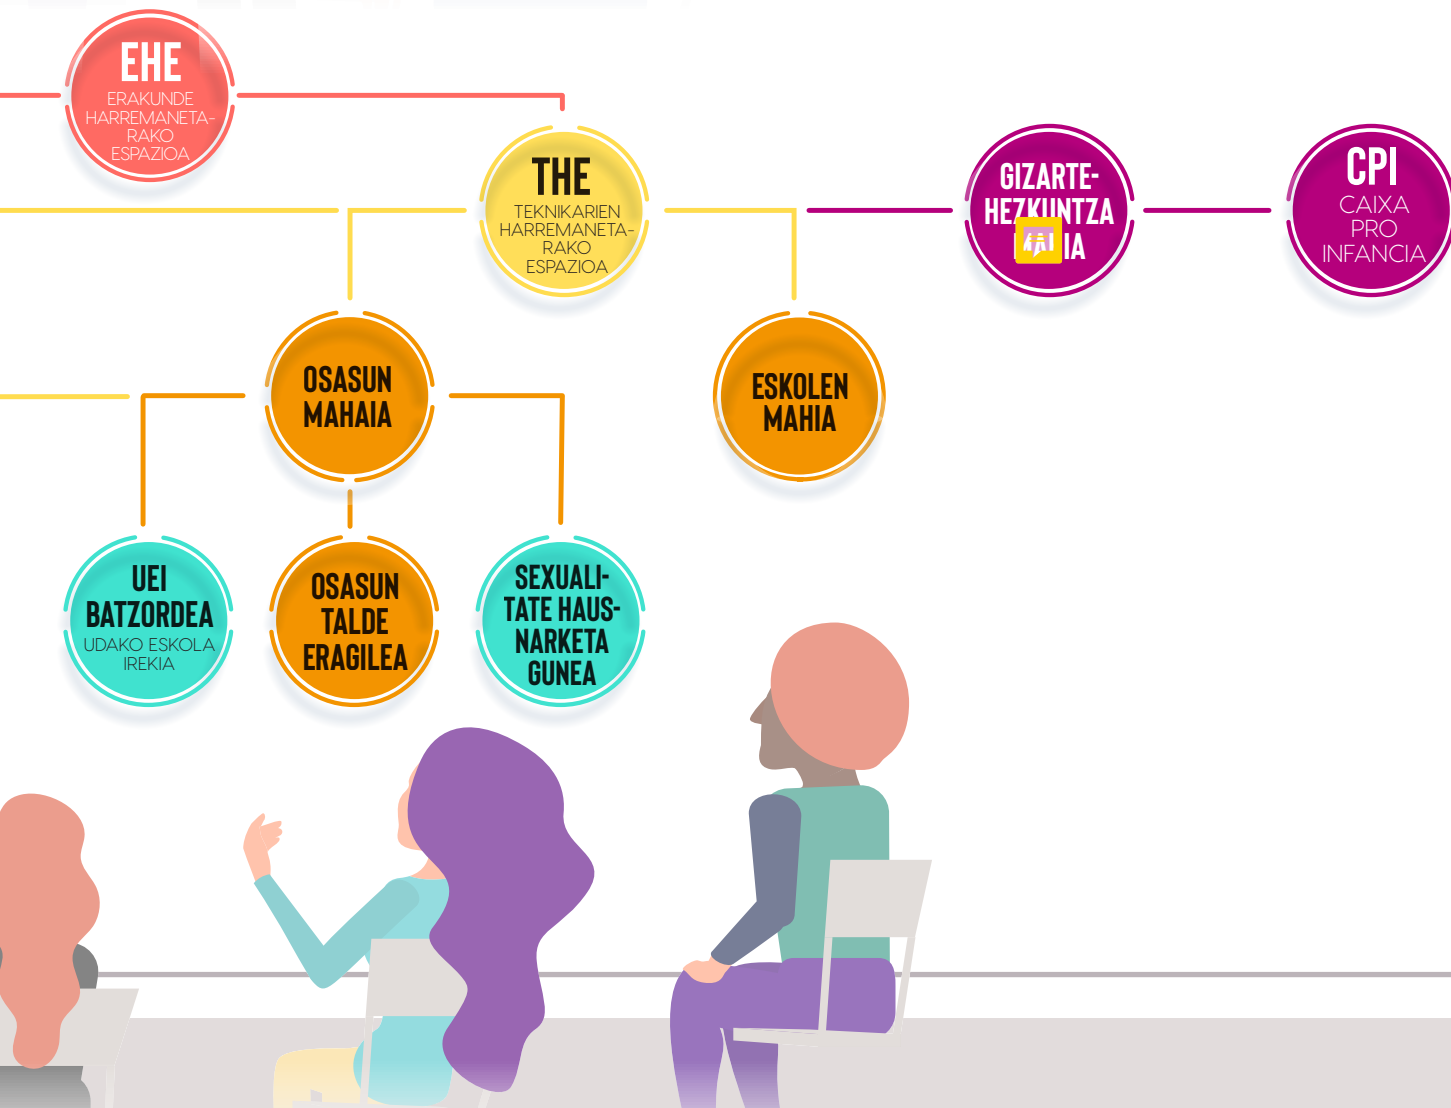 EHE
ERAKUNDE
HARREMANETA-
RAKO
ESPAZIOA
THE
TEKNIKARIEN
HARREMANETA-
RAKO
ESPAZIOA
GIZARTE-
HEZKUNTZA
CPI
CAIXA
PRO
INFANCIA
OSASUN
MAHAIA
ESKOLEN
MAHIA
UEI
BATZORDEA
UDAKO ESKOLA
IREKIA
OSASUN
TALDE
ERAGILEA
SEXUALI-
TATE HAUS-
NARKETA
GUNEA